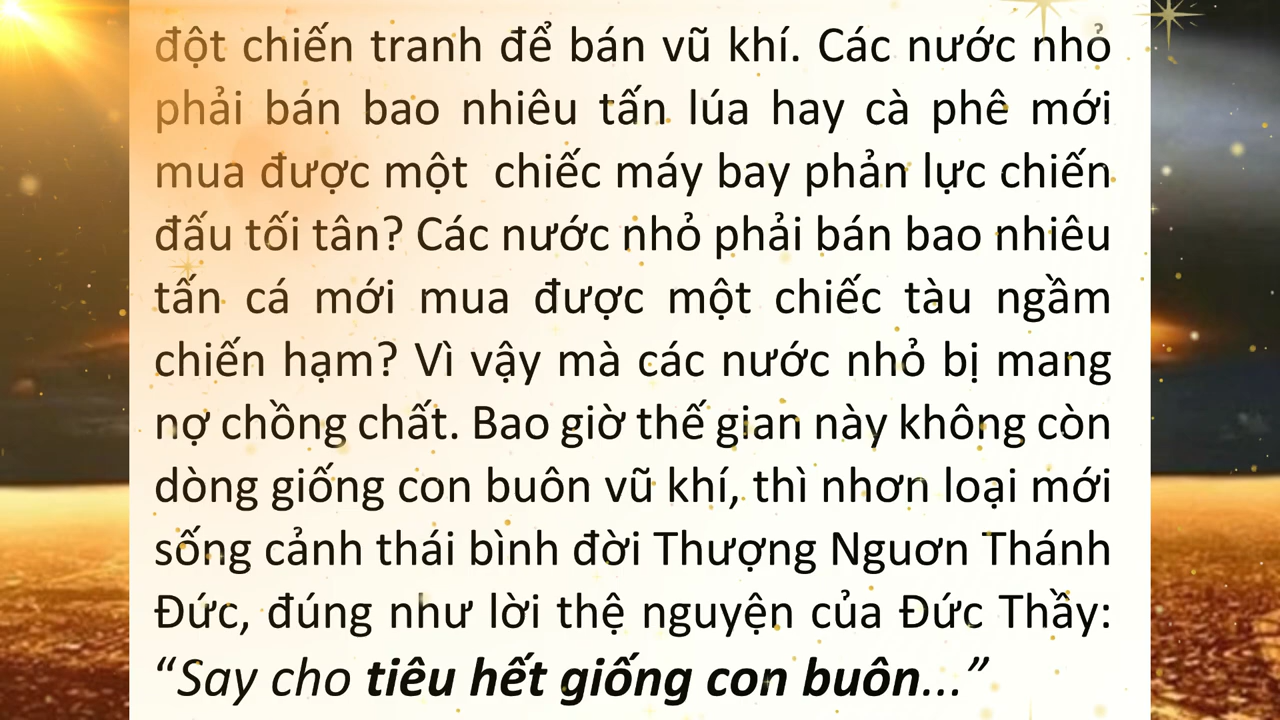 đột chiến tranh để bán vũ khí. Các nước nhỏ
phải bán bao nhiêu tấn lúa hay cà phê mới
mua được một chiếc máy bay phản lực chiến
đấu tối tân? Các nước nhỏ phải bán bao nhiêu
tấn cá mới mua được một chiếc tàu ngầm
chiến hạm? Vì vậy mà các nước nhỏ bị mang
nợ chồng chất. Bao giờ thế gian này không còn
dòng giống con buôn vũ khí, thì nhơn loại mới
sống cảnh thái bình đời Thượng Nguơn Thánh
Đức, đúng như lời thệ nguyện của Đức Thầy:
“Say cho tiêu hết giống con buôn...”